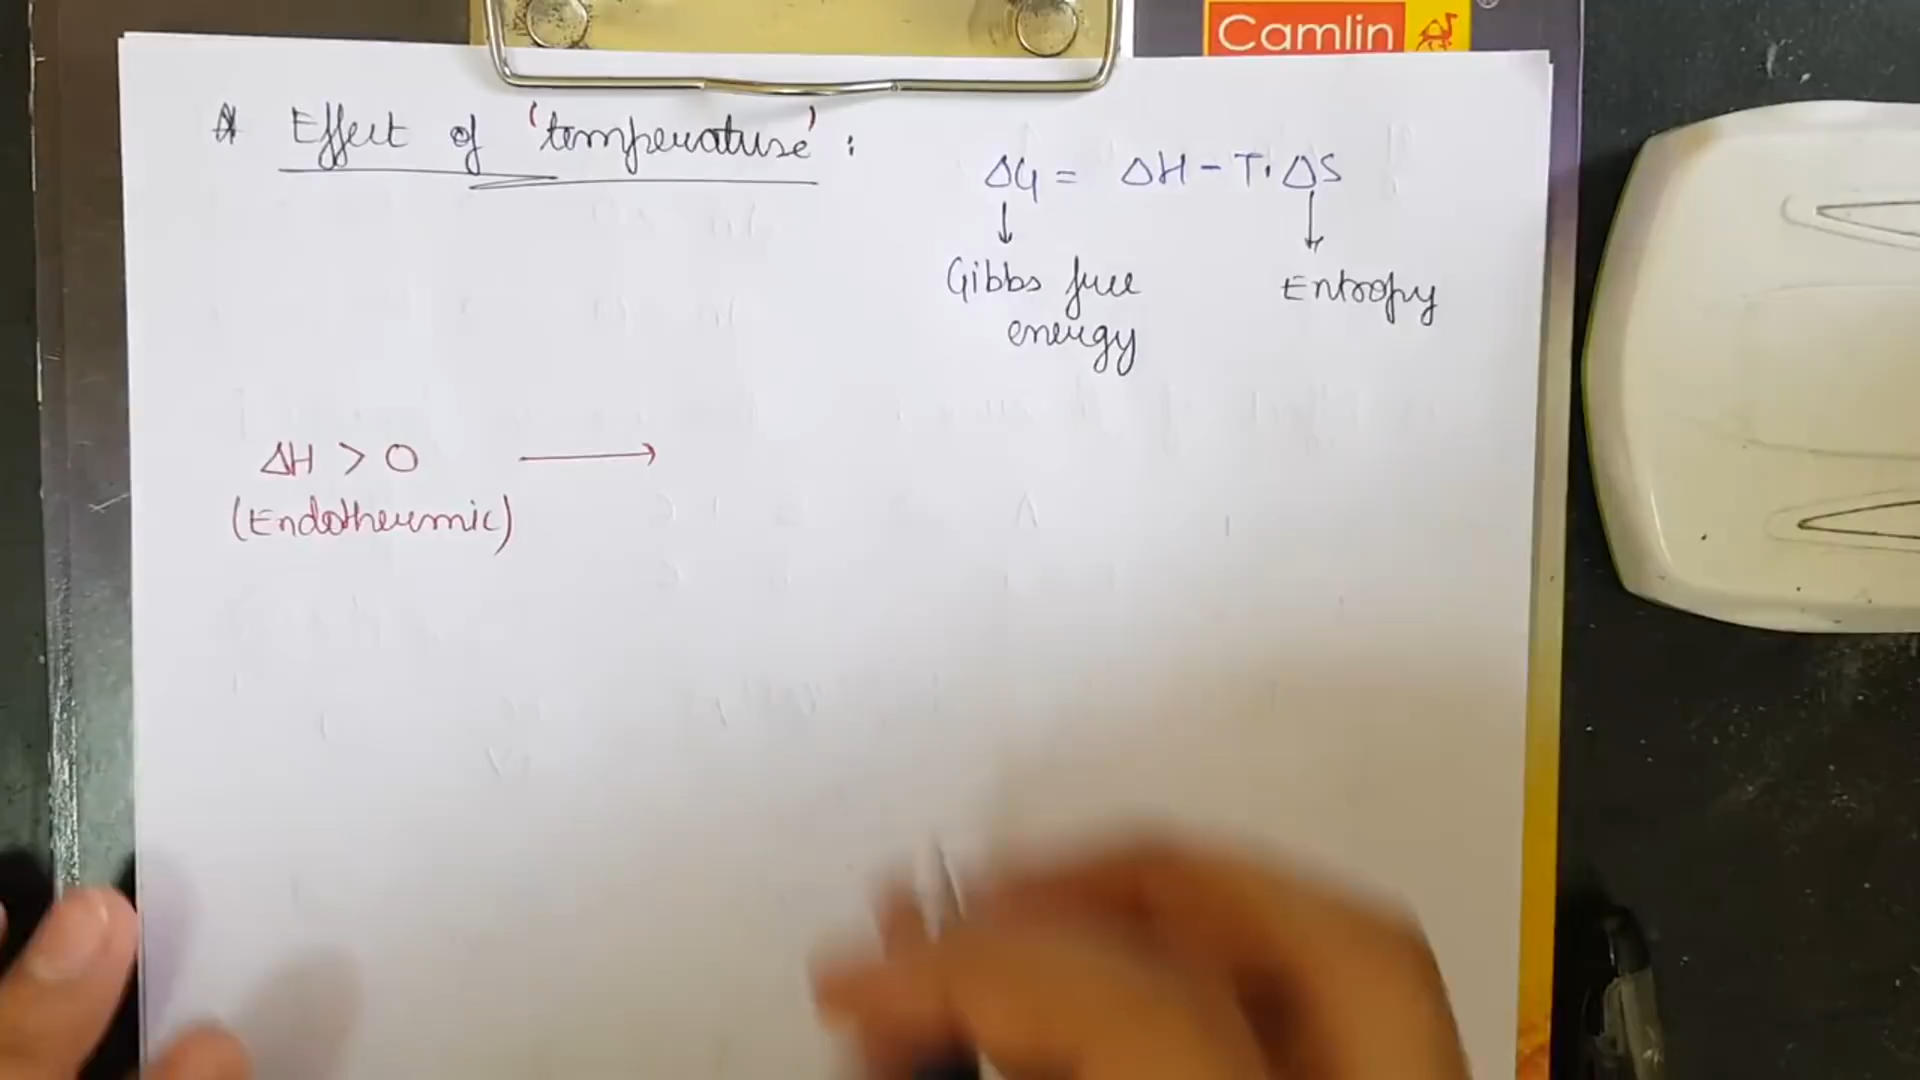 Camlin
Effect of 'temperature' :
ΔG = ΔH - T. ΔS
↓ ↓
Gibbs free energy
Entropy
ΔH > 0 ⟶
(Endothermic)